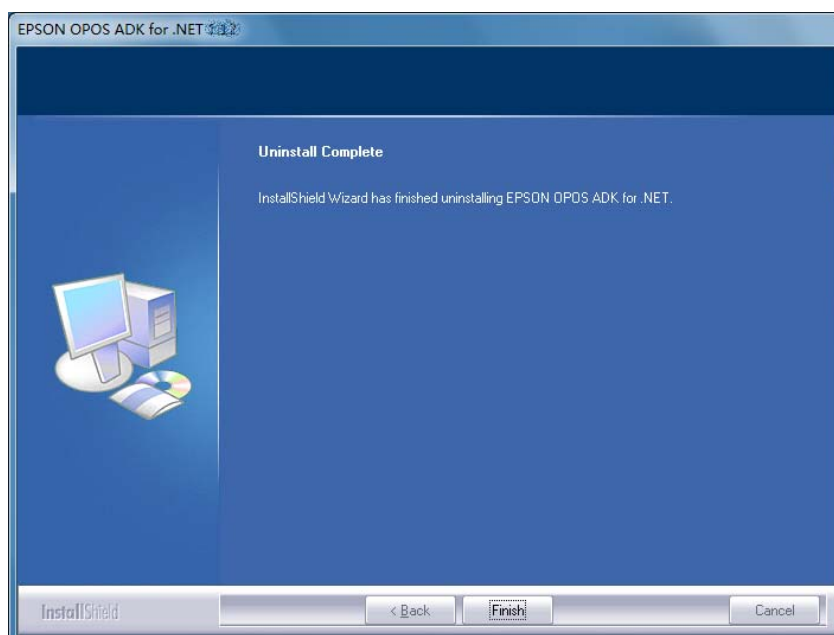 EPSON OPOS ADK for .NET
Uninstall Complete
InstallShield Wizard has finished uninstalling EPSON OPOS ADK for .NET.
InstallShield
< Back
Finish
Cancel